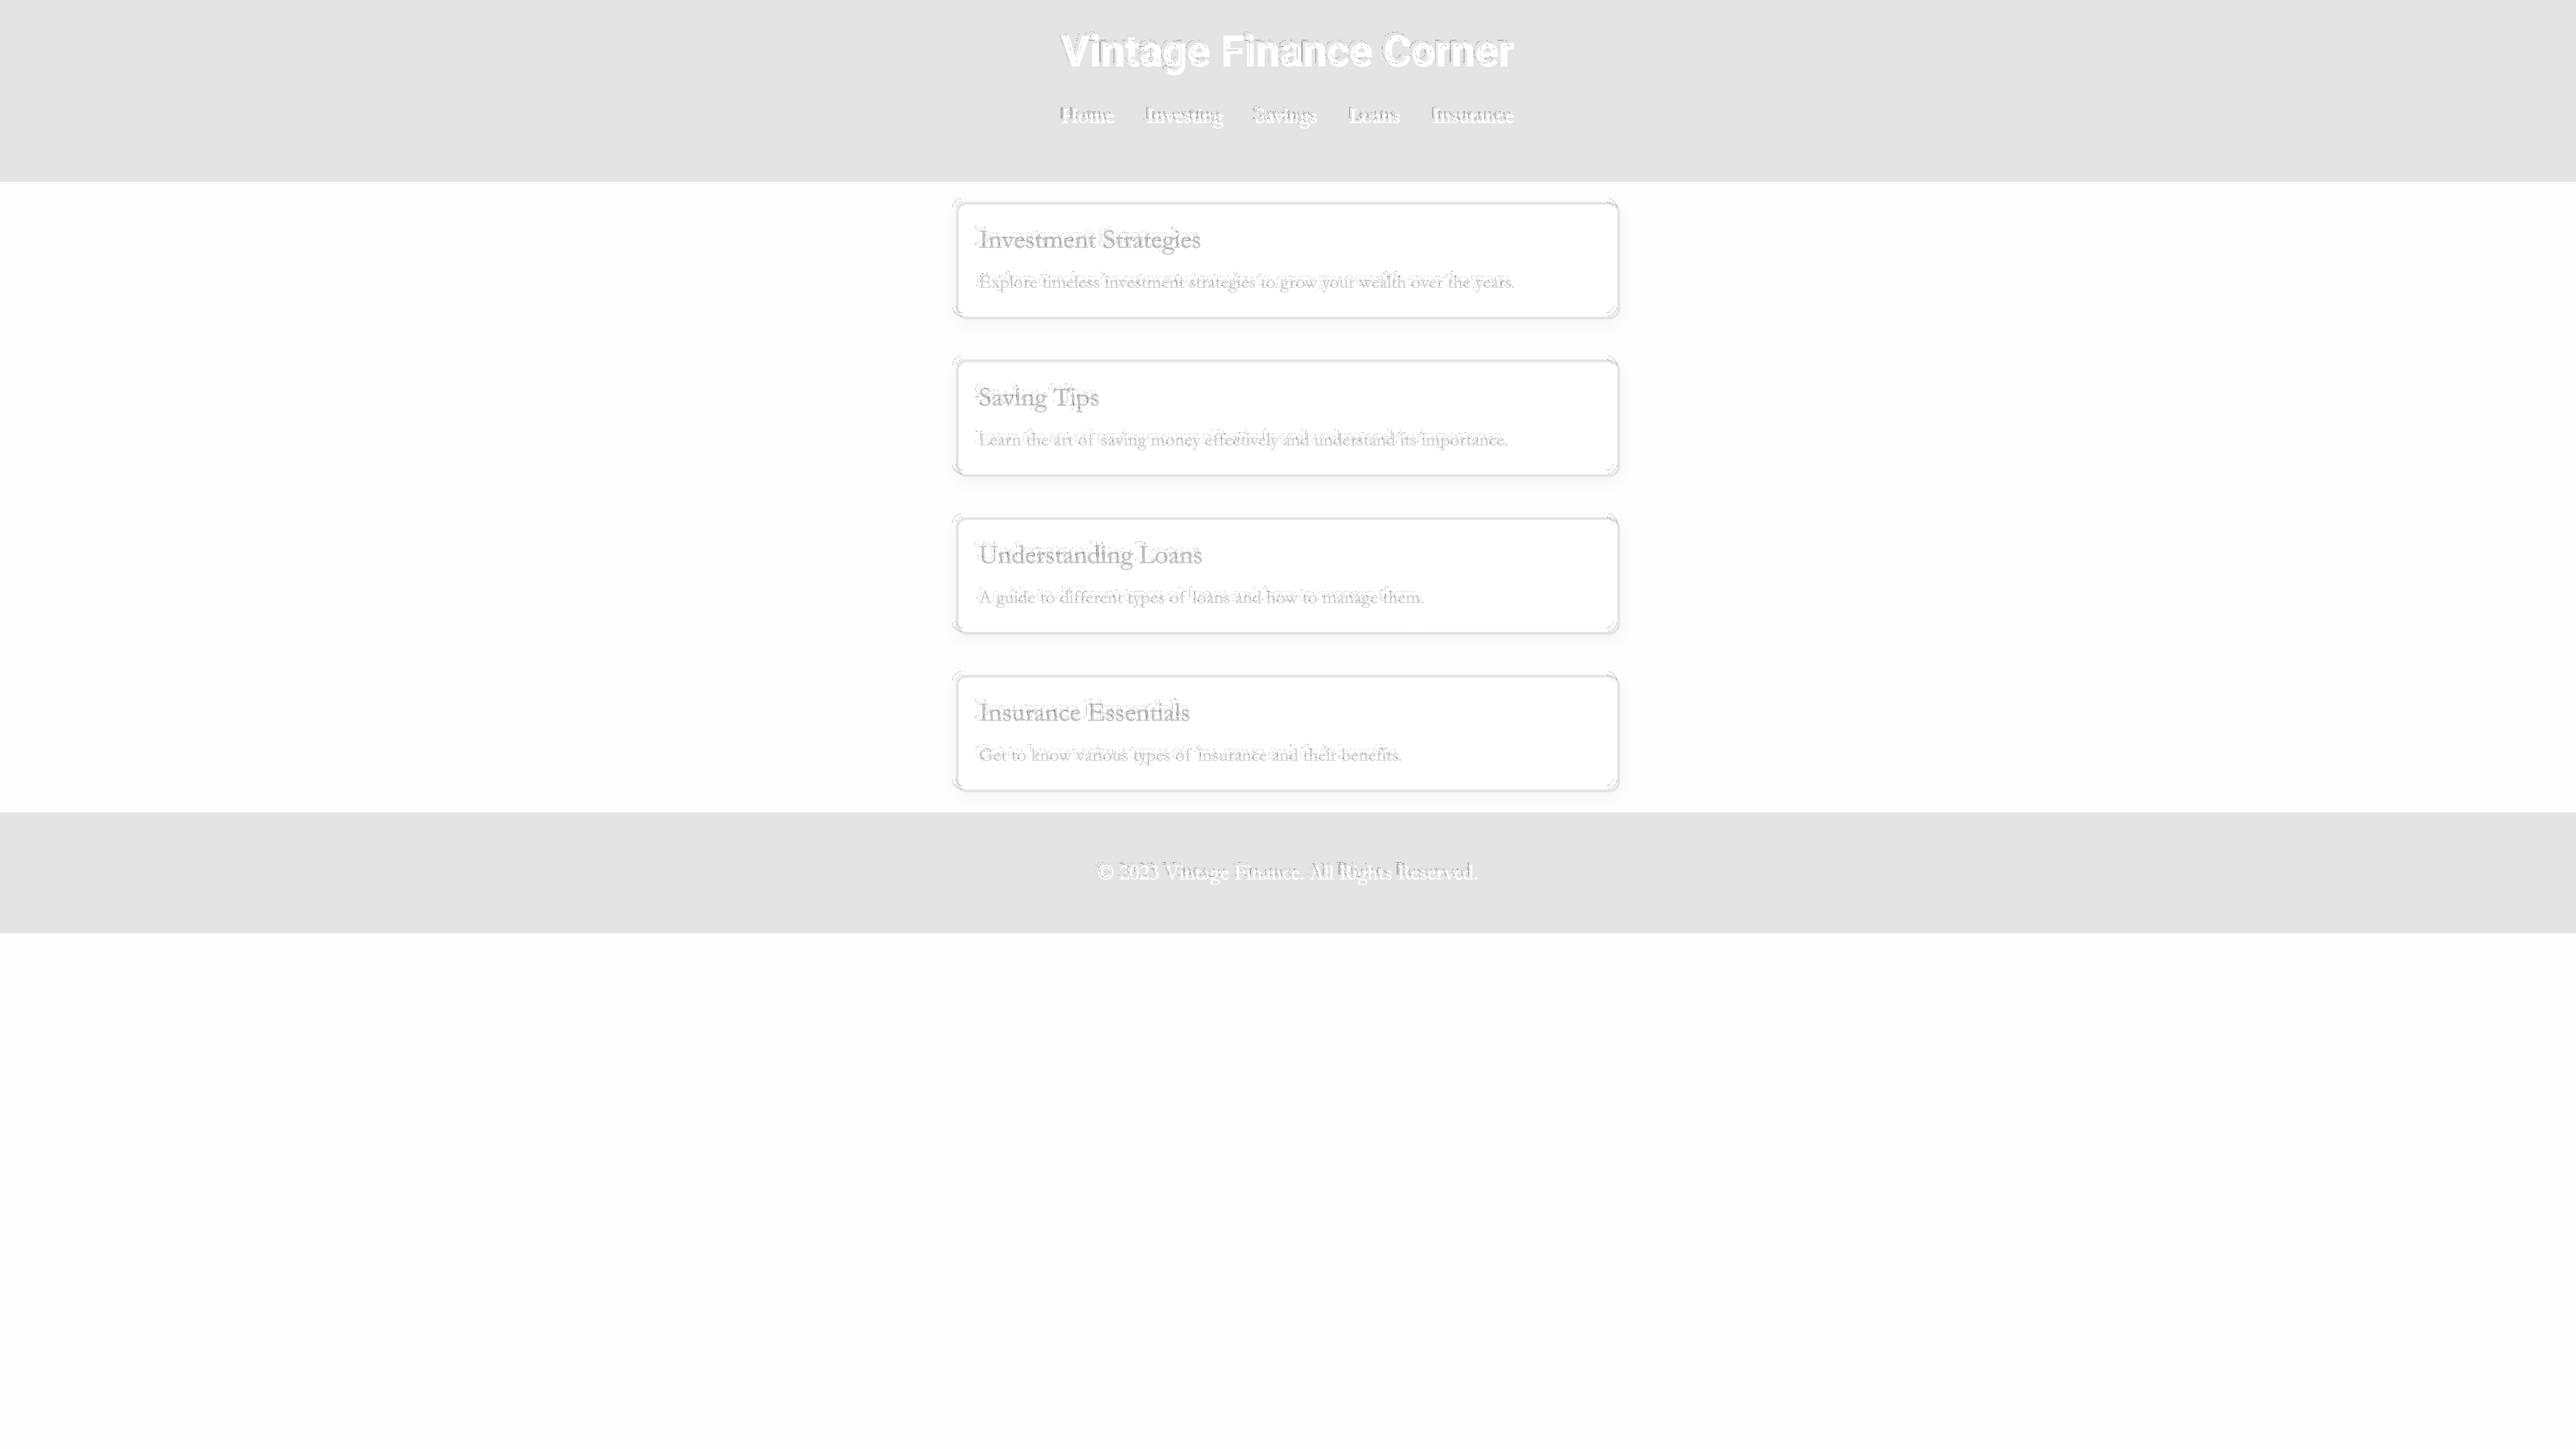 Vintage Finance Corner
Home Investing Savings Loans Insurance
Investment Strategies
Explore timeless investment strategies to grow your wealth over the years.
Saving Tips
Learn the art of saving money effectively and understand its importance.
Understanding Loans
A guide to different types of loans and how to manage them.
Insurance Essentials
Get to know various types of insurance and their benefits.
© 2023 Vintage Finance. All Rights Reserved.